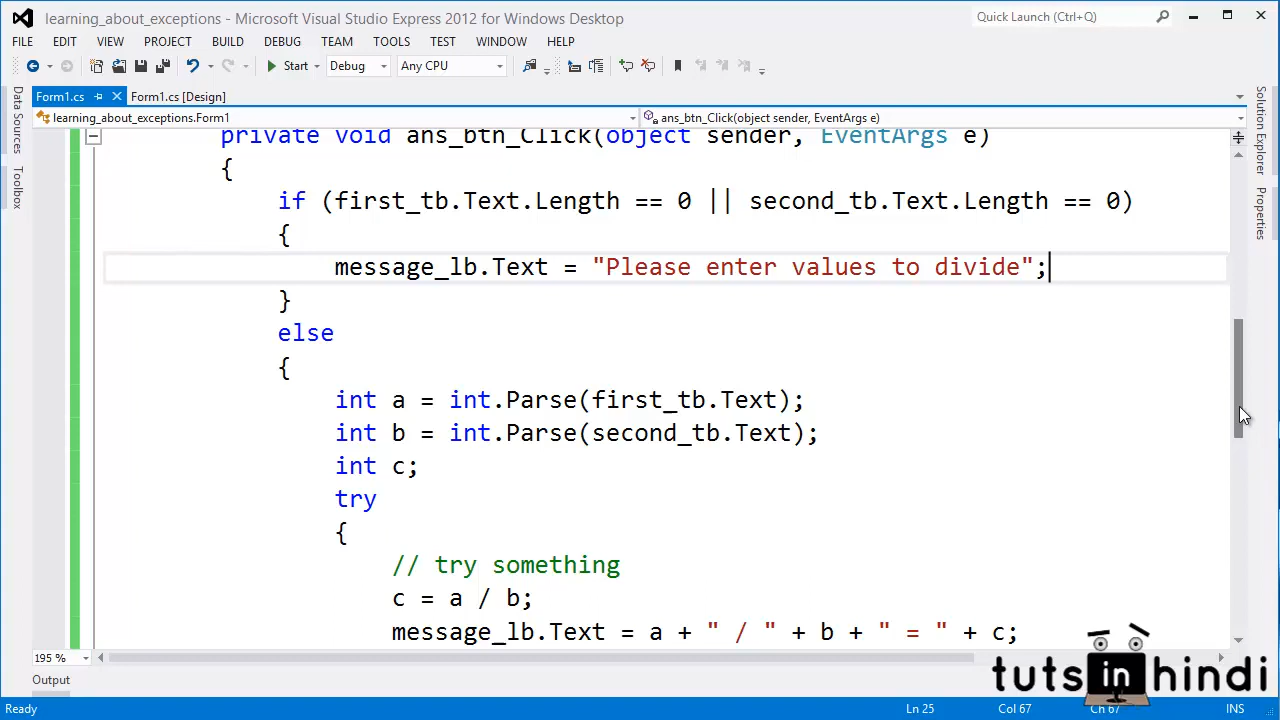 learning_about_exceptions - Microsoft Visual Studio Express 2012 for Windows Desktop
Quick Launch (Ctrl+Q)
FILE EDIT VIEW PROJECT BUILD DEBUG TEAM TOOLS TEST WINDOW HELP
Start Debug Any CPU
Form1.cs Form1.cs [Design]
learning_about_exceptions.Form1 ans_btn_Click(object sender, EventArgs e)
Data Sources
Toolbox
Solution Explorer
Properties
private void ans_btn_Click(object sender, EventArgs e)
{
if (first_tb.Text.Length == 0 || second_tb.Text.Length == 0)
{
message_lb.Text = "Please enter values to divide";
}
else
{
int a = int.Parse(first_tb.Text);
int b = int.Parse(second_tb.Text);
int c;
try
{
// try something
c = a / b;
message_lb.Text = a + " / " + b + " = " + c;
195 %
Output
tutsinhindi
Ready Ln 25 Col 67 Ch 67 INS